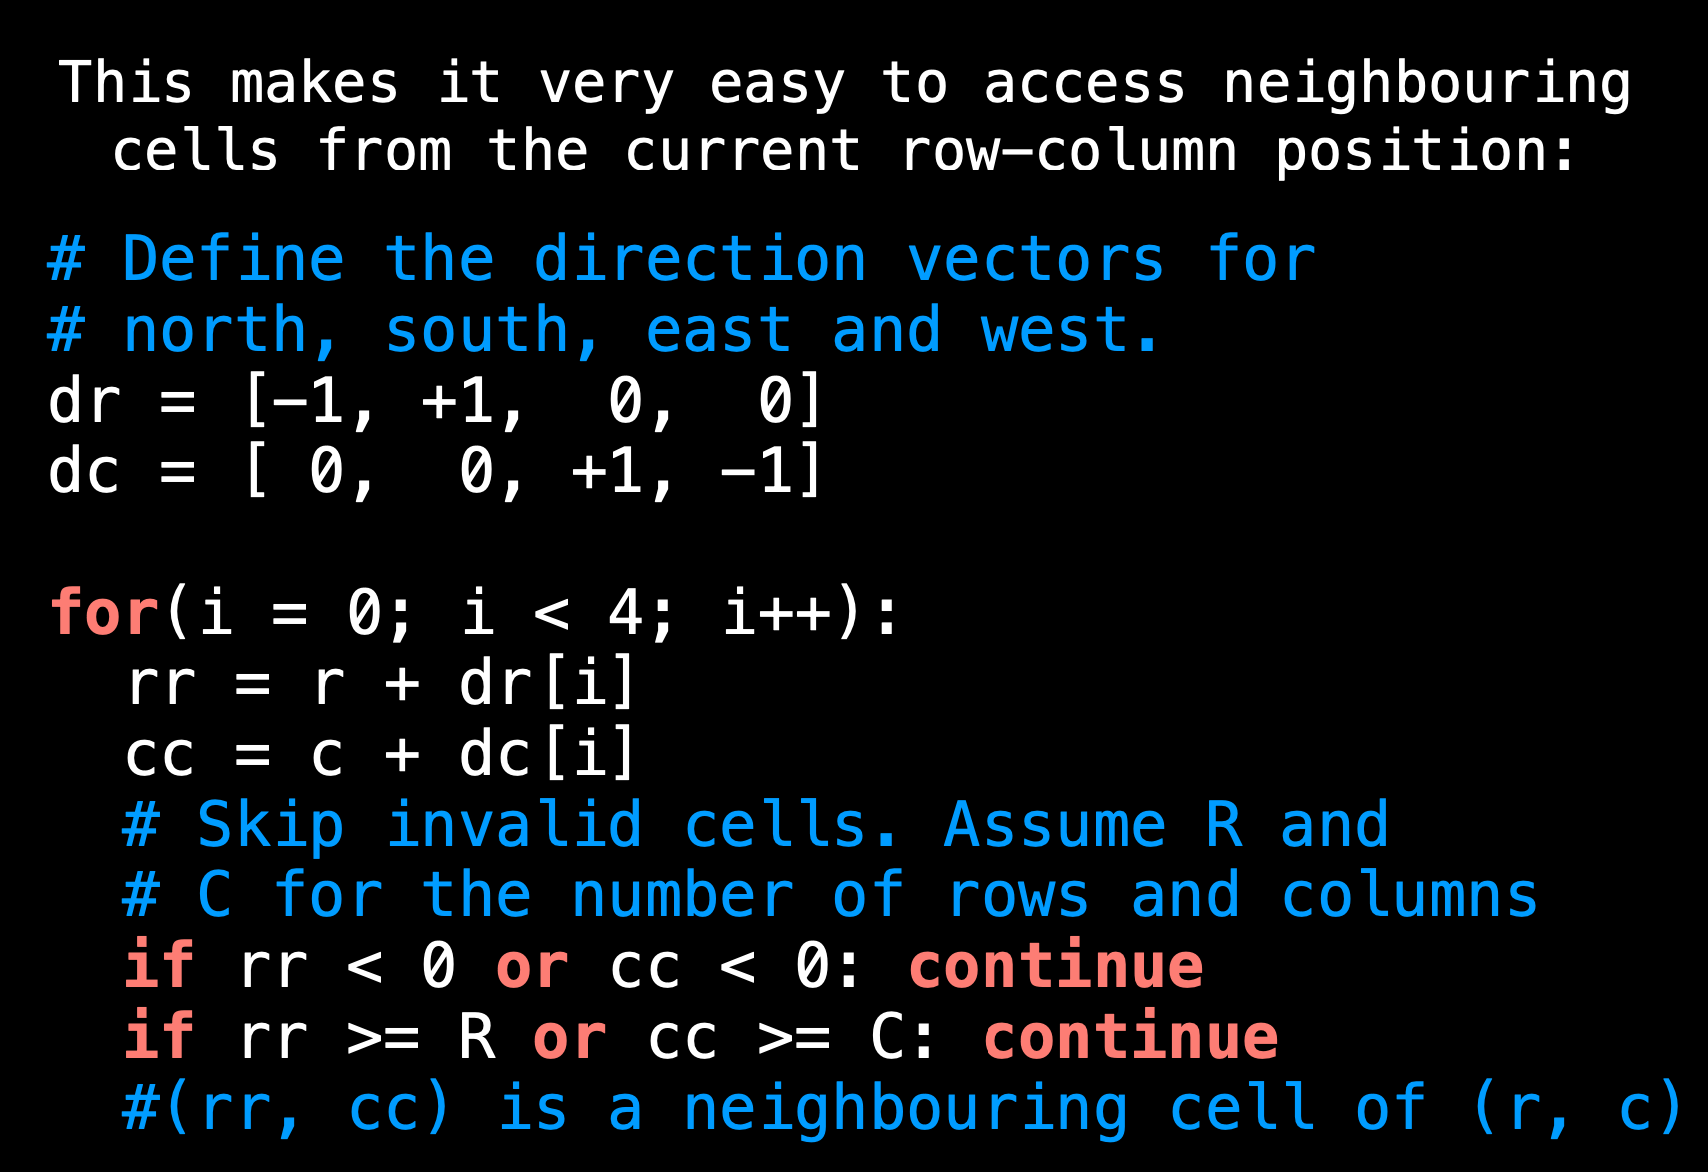 This makes it very easy to access neighbouring
cells from the current row-column position:
# Define the direction vectors for
# north, south, east and west.
dr = [-1, +1,  0,  0]
dc = [ 0,  0, +1, -1]
for(i = 0; i < 4; i++):
  rr = r + dr[i]
  cc = c + dc[i]
  # Skip invalid cells. Assume R and
  # C for the number of rows and columns
  if rr < 0 or cc < 0: continue
  if rr >= R or cc >= C: continue
  #(rr, cc) is a neighbouring cell of (r, c)